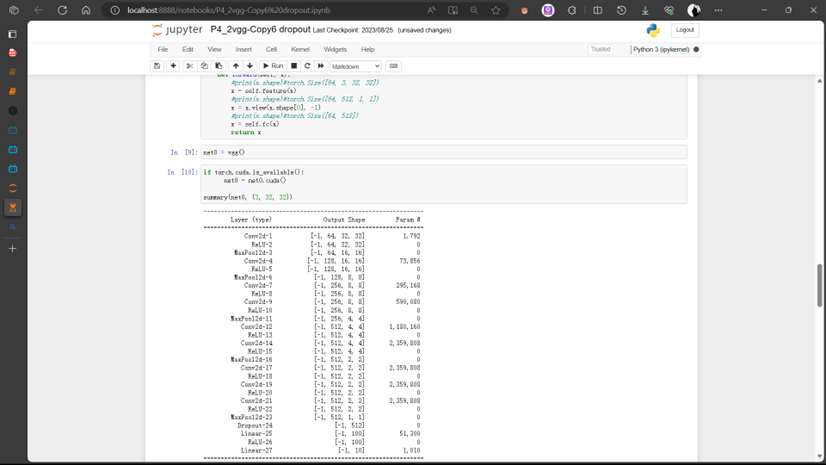 localhost:8888/notebooks/P4_2vgg-Copy6%20dropout.ipynb
jupyter P4_2vgg-Copy6 dropout Last Checkpoint: 2023/08/25 (unsaved changes)
Logout
File Edit View Insert Cell Kernel Widgets Help
Trusted
Python 3 (ipykernel)
Run
Markdown
def forward(self, x):
#print(x.shape)#torch.Size([64, 3, 32, 32])
x = self.feature(x)
#print(x.shape)#torch.Size([64, 512, 1, 1])
x = x.view(x.shape[0], -1)
#print(x.shape)#torch.Size([64, 512])
x = self.fc(x)
return x
In [9]: net0 = vgg()
In [10]: if torch.cuda.is_available():
net0 = net0.cuda()
summary(net0, (3, 32, 32))
----------------------------------------------------------------
Layer (type) Output Shape Param #
================================================================
Conv2d-1 [-1, 64, 32, 32] 1,792
ReLU-2 [-1, 64, 32, 32] 0
MaxPool2d-3 [-1, 64, 16, 16] 0
Conv2d-4 [-1, 128, 16, 16] 73,856
ReLU-5 [-1, 128, 16, 16] 0
MaxPool2d-6 [-1, 128, 8, 8] 0
Conv2d-7 [-1, 256, 8, 8] 295,168
ReLU-8 [-1, 256, 8, 8] 0
Conv2d-9 [-1, 256, 8, 8] 590,080
ReLU-10 [-1, 256, 8, 8] 0
MaxPool2d-11 [-1, 256, 4, 4] 0
Conv2d-12 [-1, 512, 4, 4] 1,180,160
ReLU-13 [-1, 512, 4, 4] 0
Conv2d-14 [-1, 512, 4, 4] 2,359,808
ReLU-15 [-1, 512, 4, 4] 0
MaxPool2d-16 [-1, 512, 2, 2] 0
Conv2d-17 [-1, 512, 2, 2] 2,359,808
ReLU-18 [-1, 512, 2, 2] 0
Conv2d-19 [-1, 512, 2, 2] 2,359,808
ReLU-20 [-1, 512, 2, 2] 0
Conv2d-21 [-1, 512, 2, 2] 2,359,808
ReLU-22 [-1, 512, 2, 2] 0
MaxPool2d-23 [-1, 512, 1, 1] 0
Dropout-24 [-1, 512] 0
Linear-25 [-1, 100] 51,300
ReLU-26 [-1, 100] 0
Linear-27 [-1, 10] 1,010
================================================================